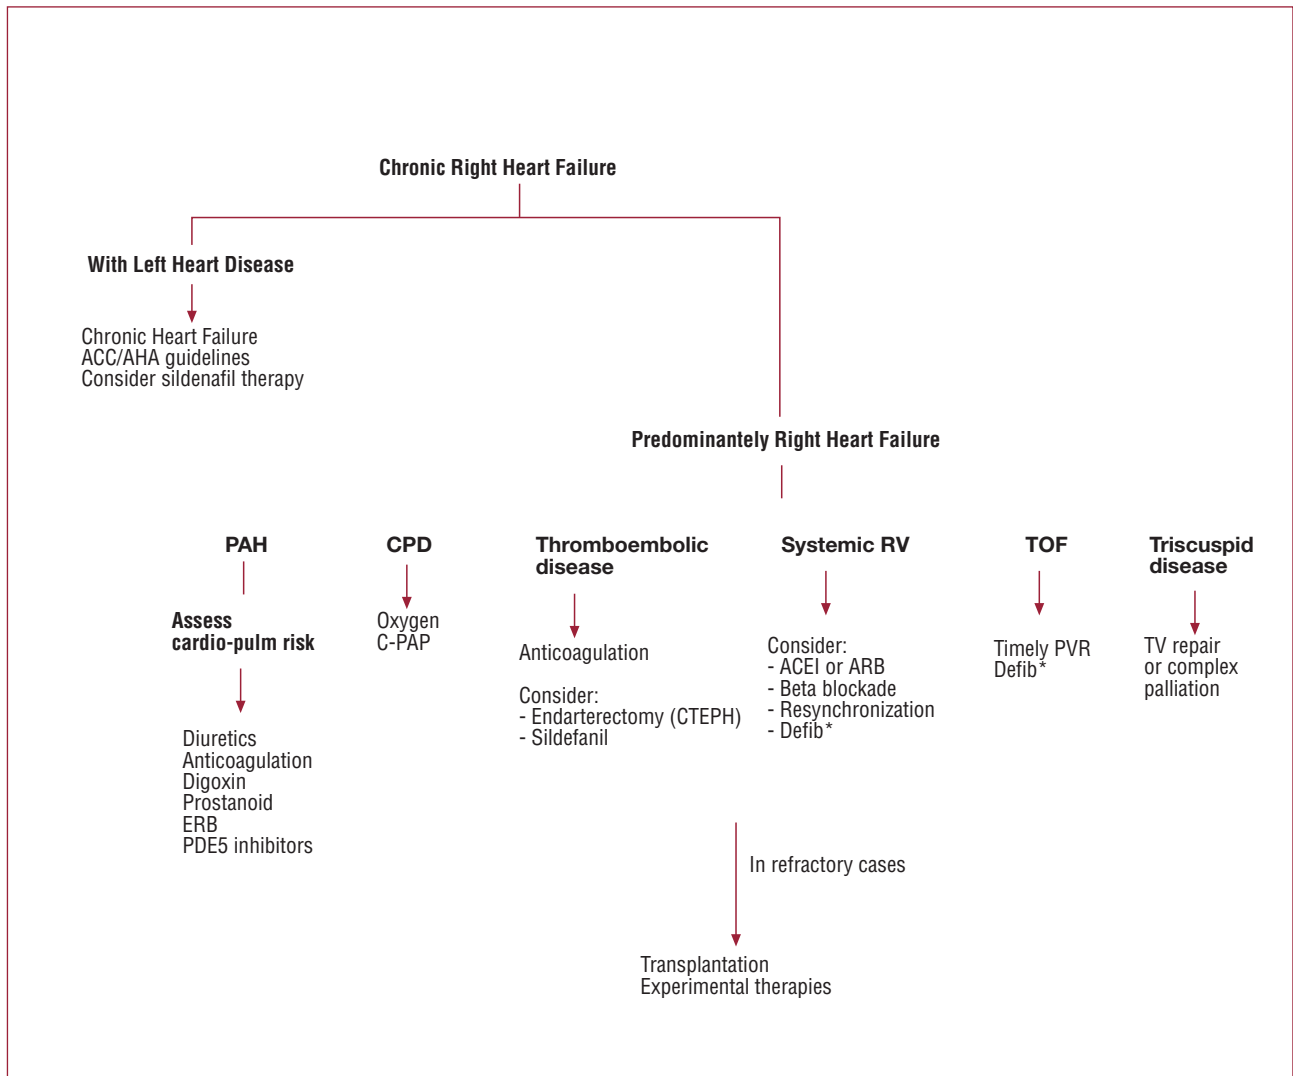 Chronic Right Heart Failure
With Left Heart Disease
Chronic Heart Failure
ACC/AHA guidelines
Consider sildenafil therapy
Predominantely Right Heart Failure
PAH
Assess
cardio-pulm risk
Diuretics
Anticoagulation
Digoxin
Prostanoid
ERB
PDE5 inhibitors
CPD
Oxygen
C-PAP
Thromboembolic
disease
Anticoagulation
Consider:
- Endarterectomy (CTEPH)
- Sildefanil
Systemic RV
Consider:
- ACEI or ARB
- Beta blockade
- Resynchronization
- Defib*
TOF
Timely PVR
Defib*
Triscuspid
disease
TV repair
or complex
palliation
In refractory cases
Transplantation
Experimental therapies